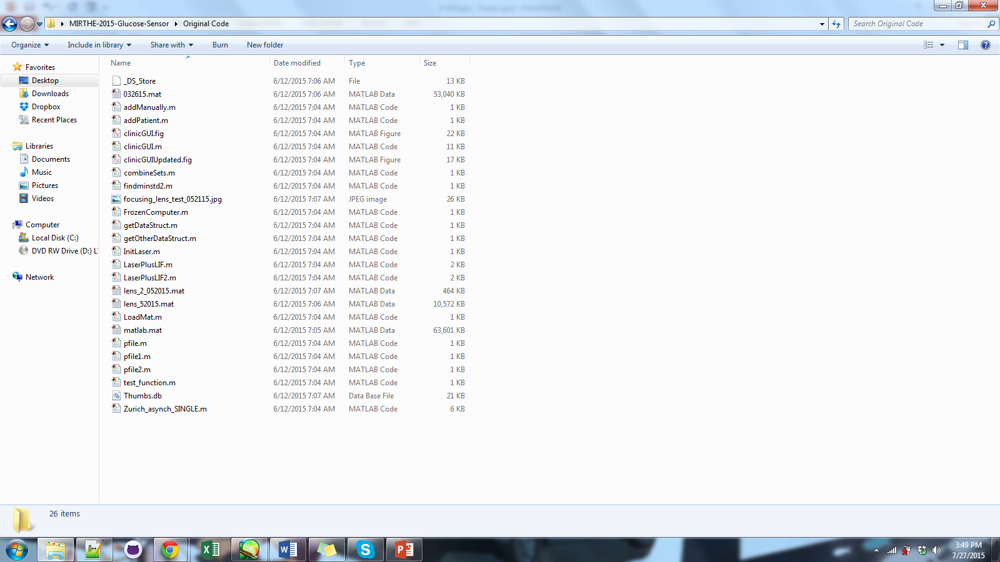 MIRTHE-2015-Glucose-Sensor Original Code
Search Original Code
Organize Include in library Share with Burn New folder
Name Date modified Type Size
Favorites
Desktop
Downloads
Dropbox
Recent Places
Libraries
Documents
Music
Pictures
Videos
Computer
Local Disk (C:)
DVD RW Drive (D:) L
Network
_DS_Store 6/12/2015 7:06 AM File 13 KB
032615.mat 6/12/2015 7:06 AM MATLAB Data 53,040 KB
addManually.m 6/12/2015 7:04 AM MATLAB Code 1 KB
addPatient.m 6/12/2015 7:04 AM MATLAB Code 1 KB
clinicGUI.fig 6/12/2015 7:04 AM MATLAB Figure 22 KB
clinicGUI.m 6/12/2015 7:04 AM MATLAB Code 11 KB
clinicGUIUpdated.fig 6/12/2015 7:04 AM MATLAB Figure 17 KB
combineSets.m 6/12/2015 7:04 AM MATLAB Code 1 KB
findminstd2.m 6/12/2015 7:04 AM MATLAB Code 1 KB
focusing_lens_test_052115.jpg 6/12/2015 7:07 AM JPEG image 26 KB
FrozenComputer.m 6/12/2015 7:04 AM MATLAB Code 1 KB
getDataStruct.m 6/12/2015 7:04 AM MATLAB Code 1 KB
getOtherDataStruct.m 6/12/2015 7:04 AM MATLAB Code 1 KB
InitLaser.m 6/12/2015 7:04 AM MATLAB Code 1 KB
LaserPlusLIF.m 6/12/2015 7:04 AM MATLAB Code 2 KB
LaserPlusLIF2.m 6/12/2015 7:04 AM MATLAB Code 2 KB
lens_2_052015.mat 6/12/2015 7:07 AM MATLAB Data 464 KB
lens_52015.mat 6/12/2015 7:06 AM MATLAB Data 10,572 KB
LoadMat.m 6/12/2015 7:04 AM MATLAB Code 1 KB
matlab.mat 6/12/2015 7:05 AM MATLAB Data 63,601 KB
pfile.m 6/12/2015 7:04 AM MATLAB Code 1 KB
pfile1.m 6/12/2015 7:04 AM MATLAB Code 1 KB
pfile2.m 6/12/2015 7:04 AM MATLAB Code 1 KB
test_function.m 6/12/2015 7:04 AM MATLAB Code 1 KB
Thumbs.db 6/12/2015 7:07 AM Data Base File 21 KB
Zurich_asynch_SINGLE.m 6/12/2015 7:04 AM MATLAB Code 6 KB
26 items
3:49 PM
7/27/2015